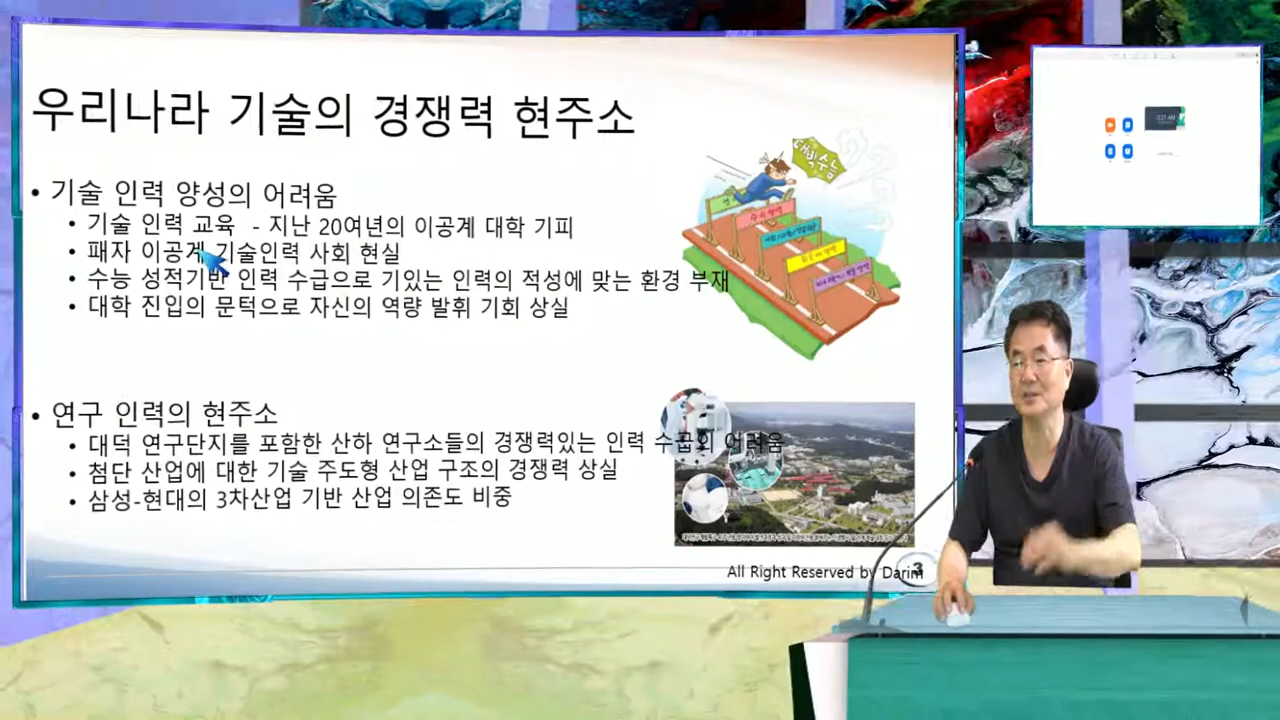 우리나라 기술의 경쟁력 현주소
• 기술 인력 양성의 어려움
• 기술 인력 교육 - 지난 20여년의 이공계 대학 기피
• 패자 이공계 기술인력 사회 현실
• 수능 성적기반 인력 수급으로 기있는 인력의 적성에 맞는 환경 부재
• 대학 진입의 문턱으로 자신의 역량 발휘 기회 상실
대박수능
• 연구 인력의 현주소
• 대덕 연구단지를 포함한 산하 연구소들의 경쟁력있는 인력 수급의 어려움
• 첨단 산업에 대한 기술 주도형 산업 구조의 경쟁력 상실
• 삼성-현대의 3차산업 기반 산업 의존도 비중
All Right Reserved by Darim
3